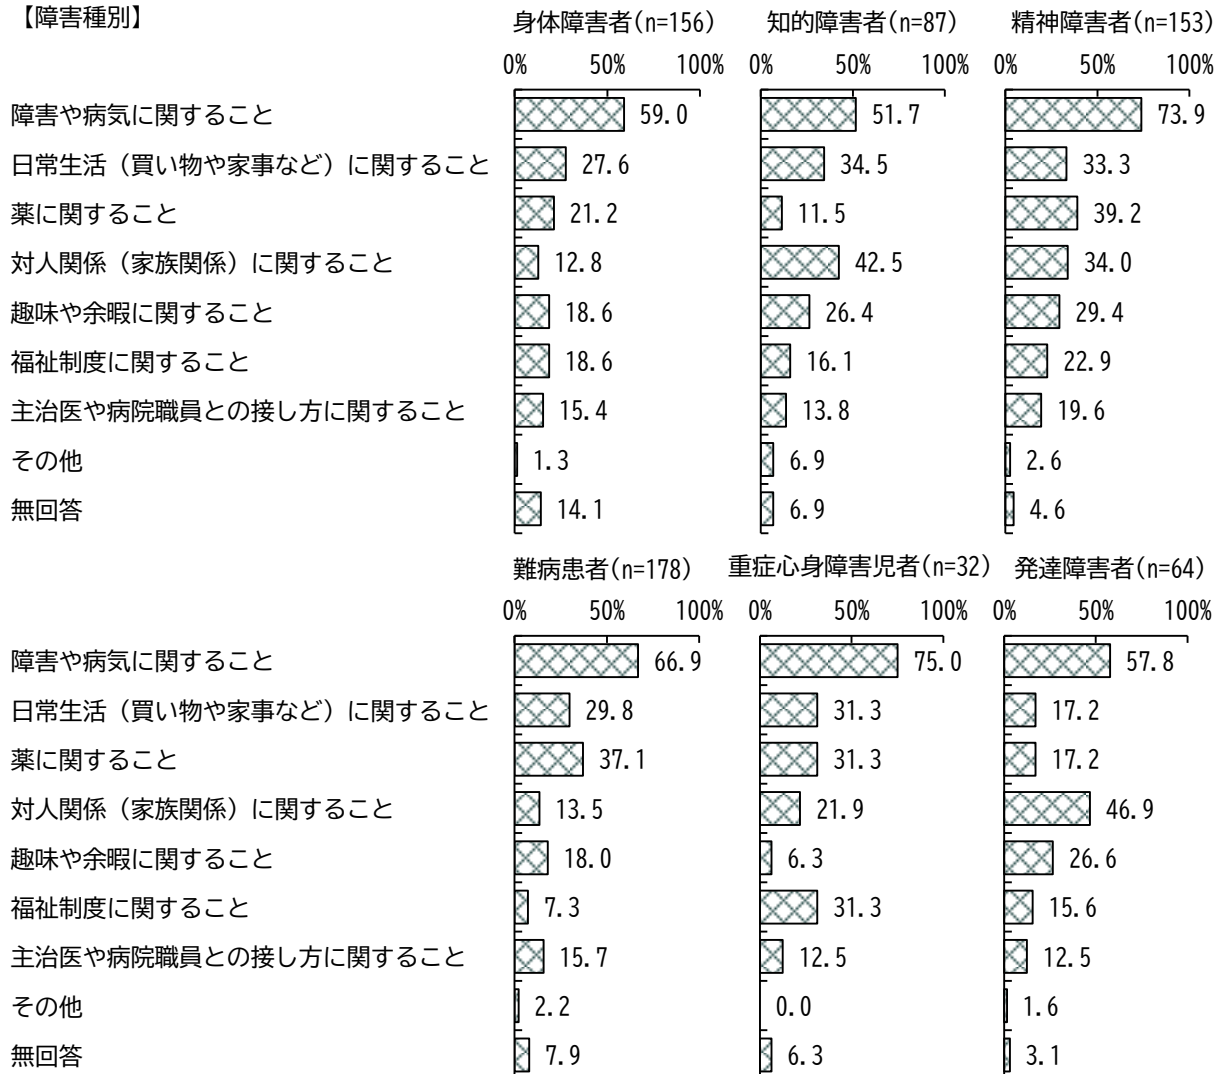 【障害種別】
身体障害者(n=156) 知的障害者(n=87) 精神障害者(n=153)
0% 50% 100% 0% 50% 100% 0% 50% 100%
障害や病気に関すること 59.0 51.7 73.9
日常生活（買い物や家事など）に関すること 27.6 34.5 33.3
薬に関すること 21.2 11.5 39.2
対人関係（家族関係）に関すること 12.8 42.5 34.0
趣味や余暇に関すること 18.6 26.4 29.4
福祉制度に関すること 18.6 16.1 22.9
主治医や病院職員との接し方に関すること 15.4 13.8 19.6
その他 1.3 6.9 2.6
無回答 14.1 6.9 4.6
難病患者(n=178) 重症心身障害児者(n=32) 発達障害者(n=64)
0% 50% 100% 0% 50% 100% 0% 50% 100%
障害や病気に関すること 66.9 75.0 57.8
日常生活（買い物や家事など）に関すること 29.8 31.3 17.2
薬に関すること 37.1 31.3 17.2
対人関係（家族関係）に関すること 13.5 21.9 46.9
趣味や余暇に関すること 18.0 6.3 26.6
福祉制度に関すること 7.3 31.3 15.6
主治医や病院職員との接し方に関すること 15.7 12.5 12.5
その他 2.2 0.0 1.6
無回答 7.9 6.3 3.1